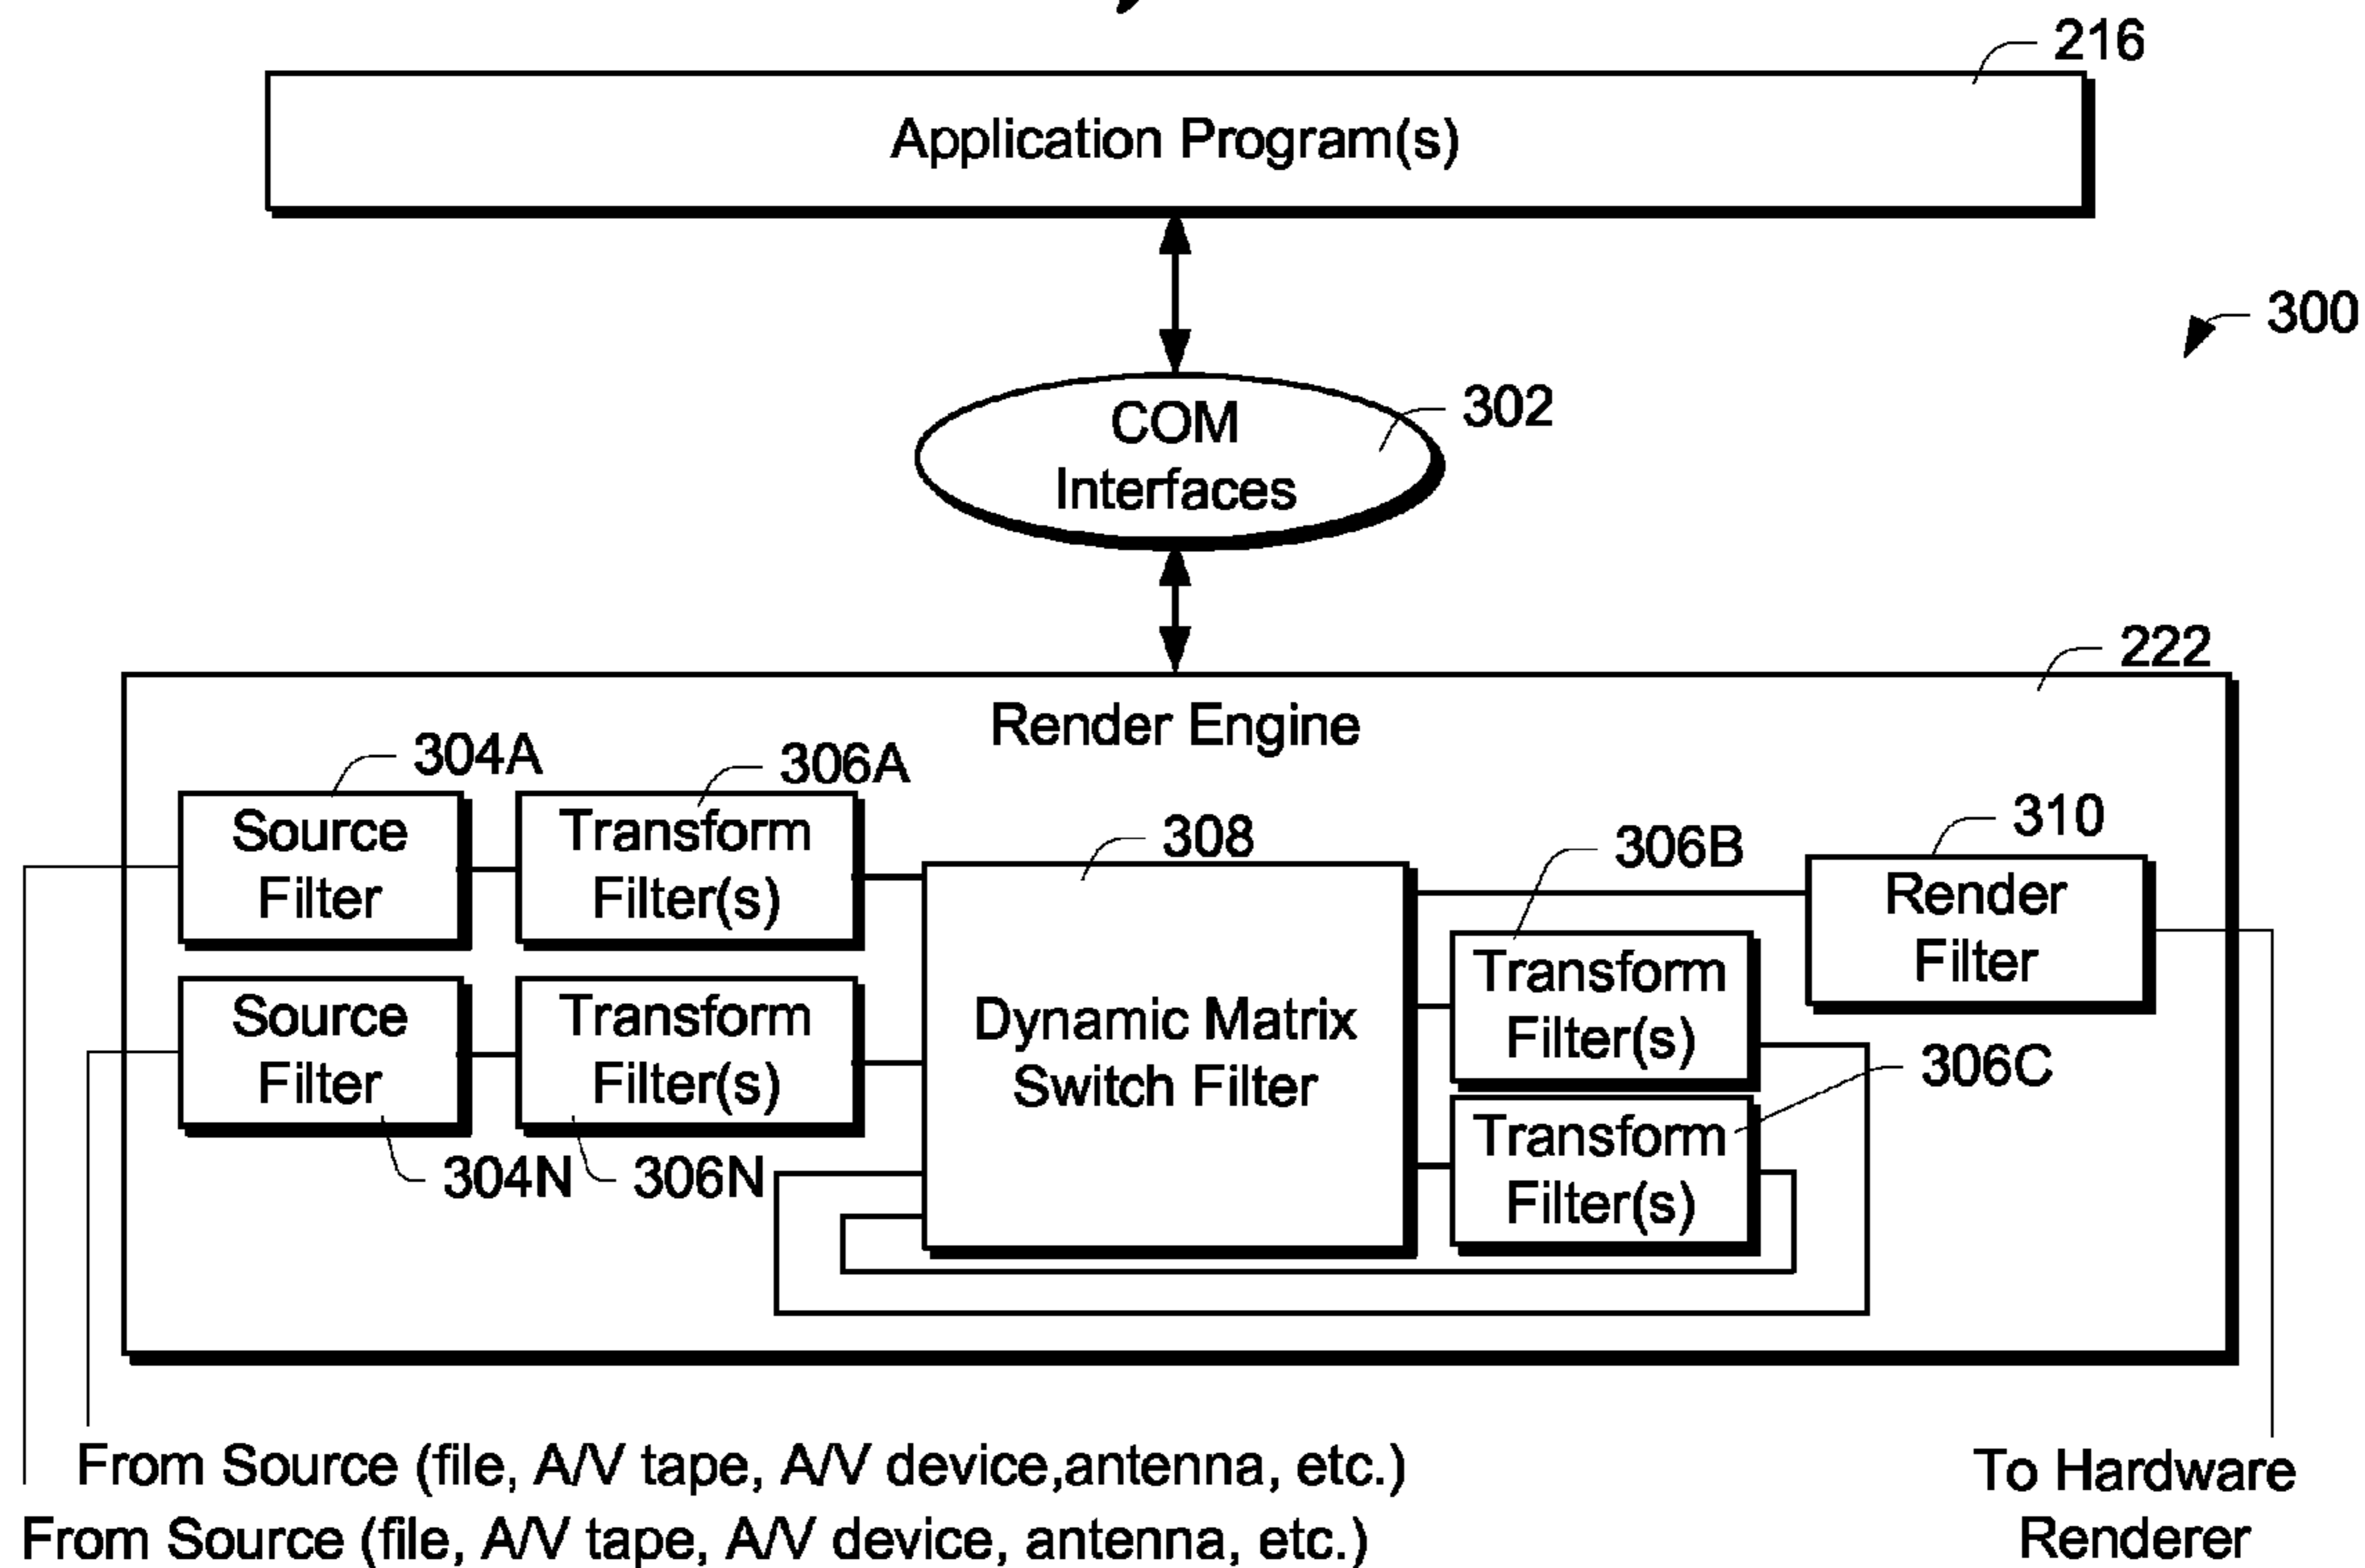 216
Application Program(s)
300
COM
Interfaces
302
222
Render Engine
304A
306A
Source
Filter
Transform
Filter(s)
308
306B
310
Render
Filter
Source
Filter
Transform
Filter(s)
Dynamic Matrix
Switch Filter
Transform
Filter(s)
306C
Transform
Filter(s)
304N
306N
From Source (file, A/V tape, A/V device,antenna, etc.)
From Source (file, A/V tape, A/V device, antenna, etc.)
To Hardware
Renderer